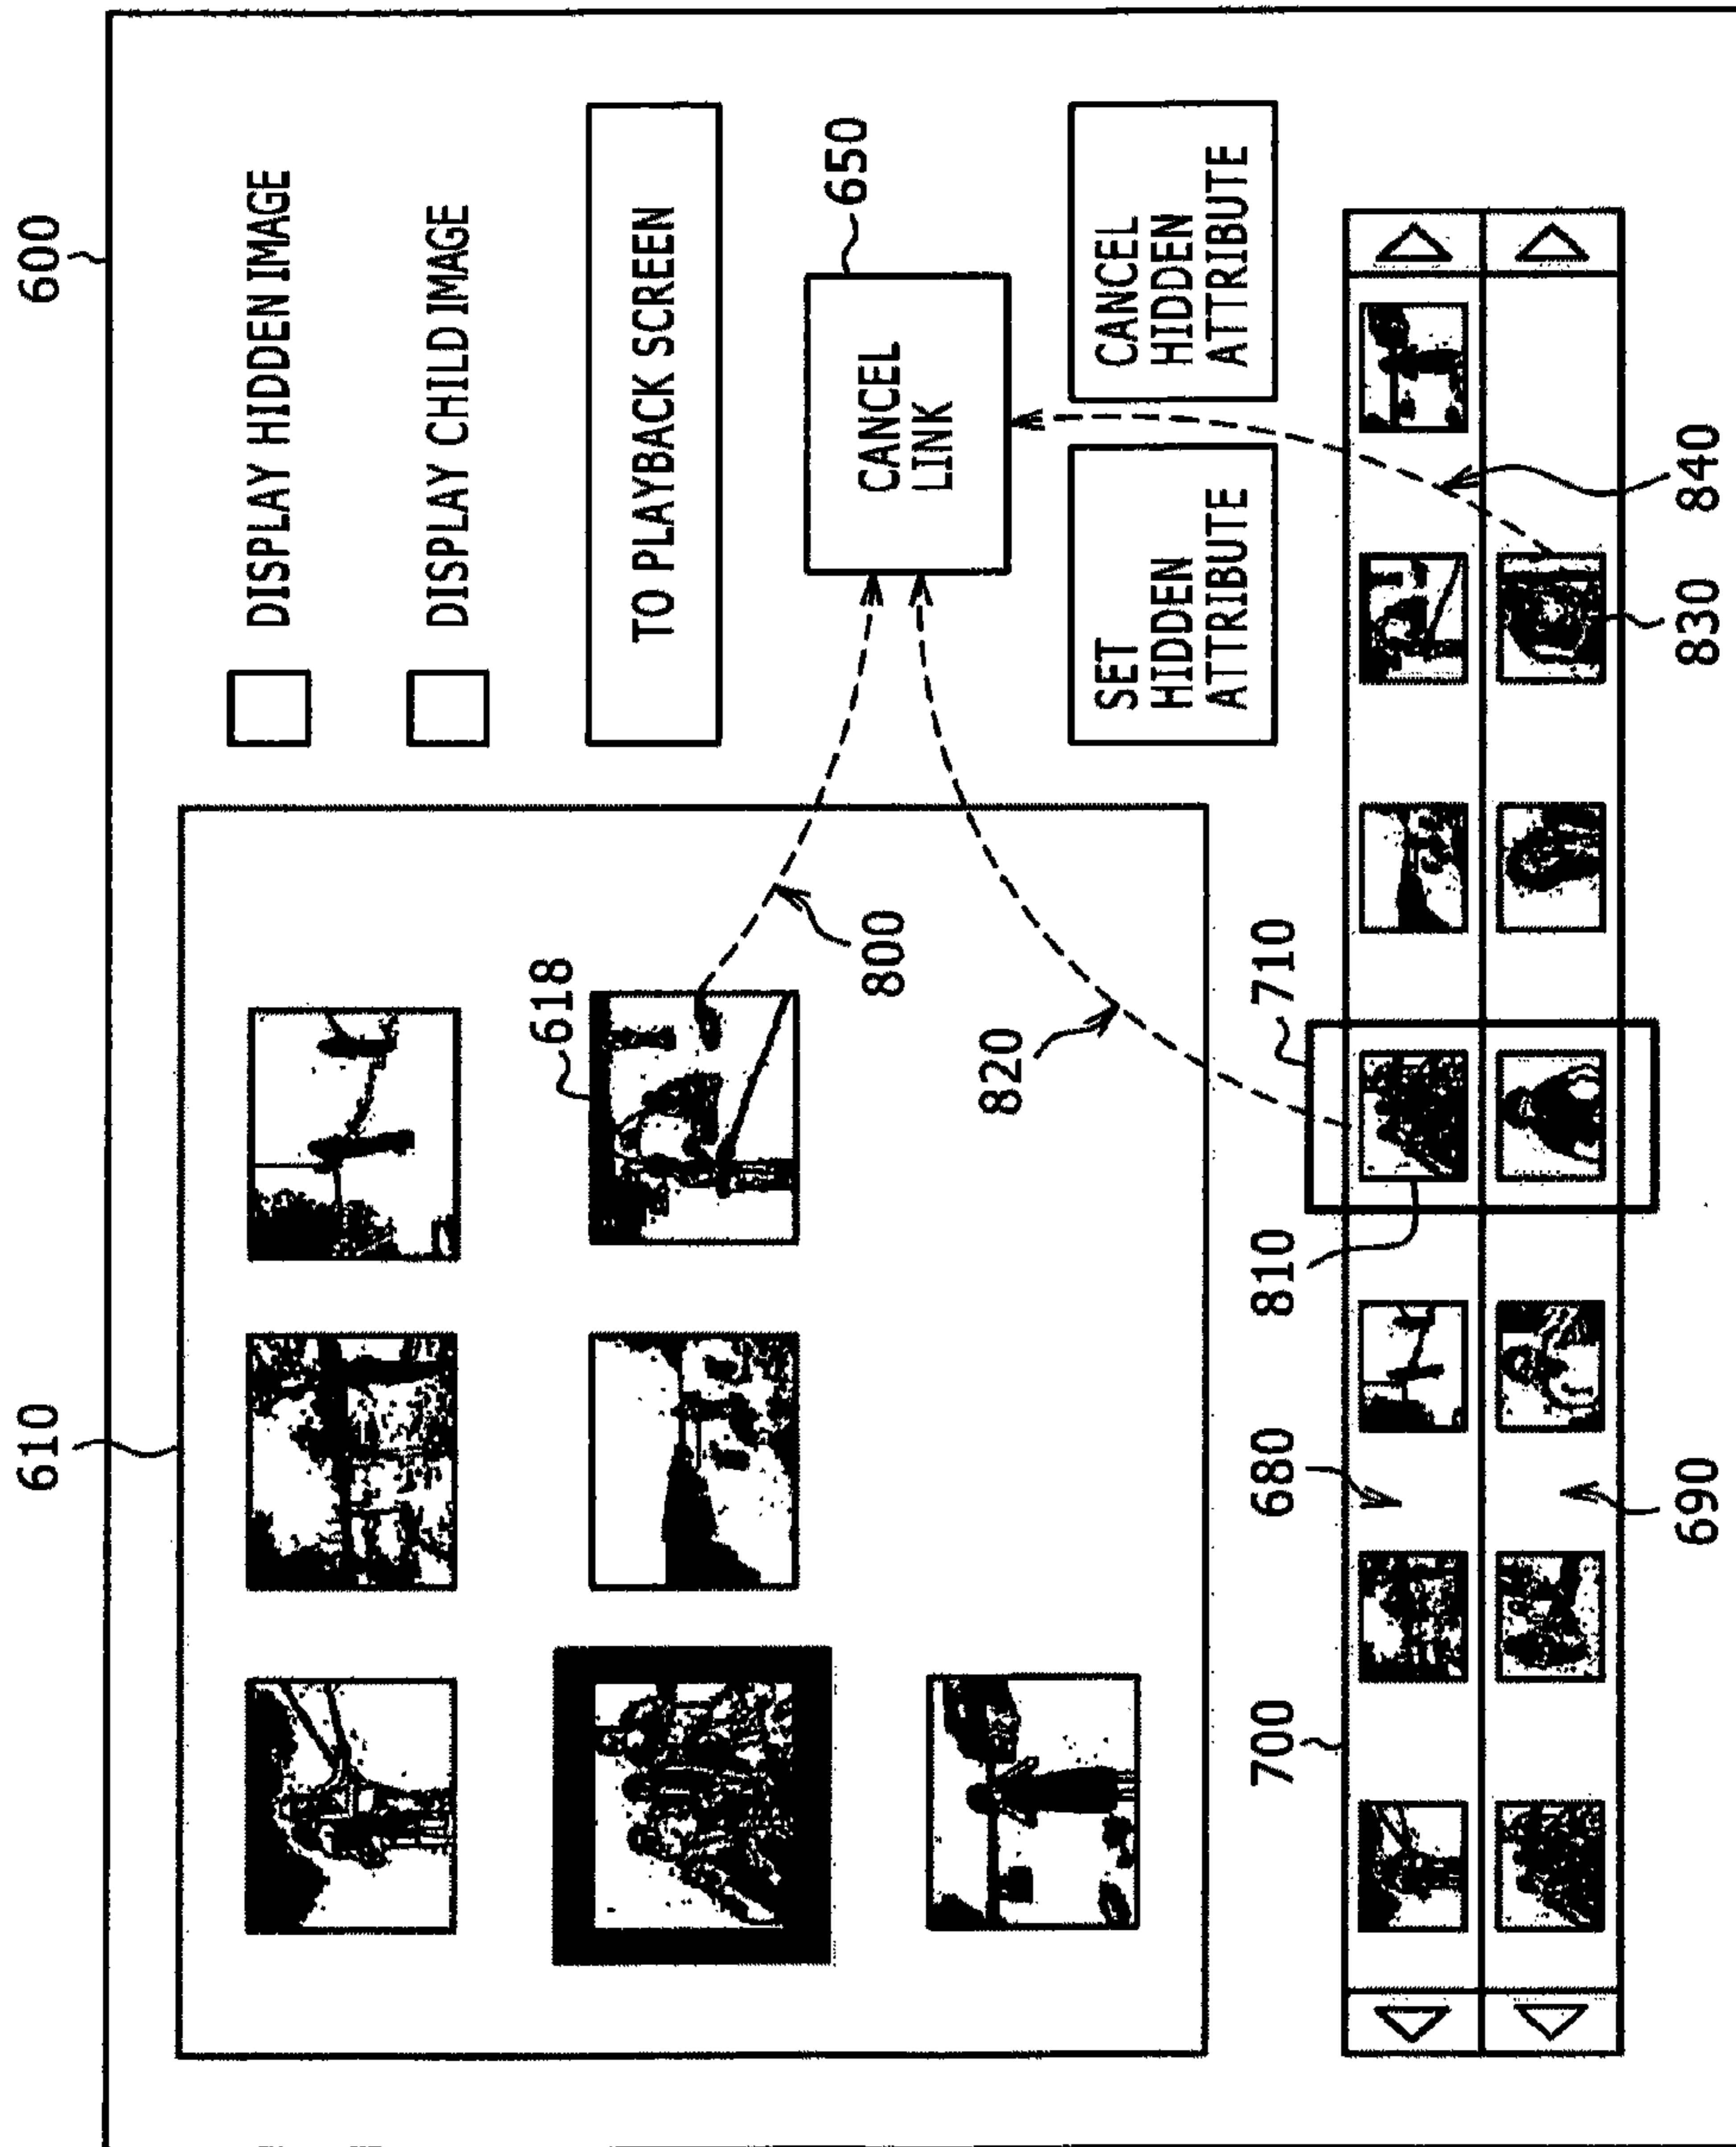 600
610
DISPLAY HIDDEN IMAGE
DISPLAY CHILD IMAGE
TO PLAYBACK SCREEN
618
650
CANCEL
LINK
800
820
SET
HIDDEN
ATTRIBUTE
CANCEL
HIDDEN
ATTRIBUTE
700
680
810
710
690
830
840